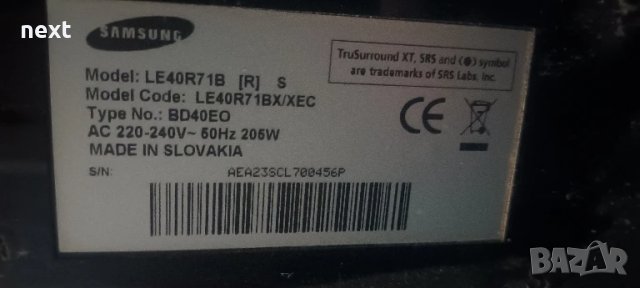 next
SAMSUNG
TruSurround XT, SRS and (●) symbol
are trademarks of SRS Labs, Inc.
Model: LE40R71B [R] S
Model Code: LE40R71BX/XEC
Type No.: BD40EO
AC 220-240V~ 50Hz 205W
MADE IN SLOVAKIA
S/N: AEA23SCL700456P
CE
BAZAR